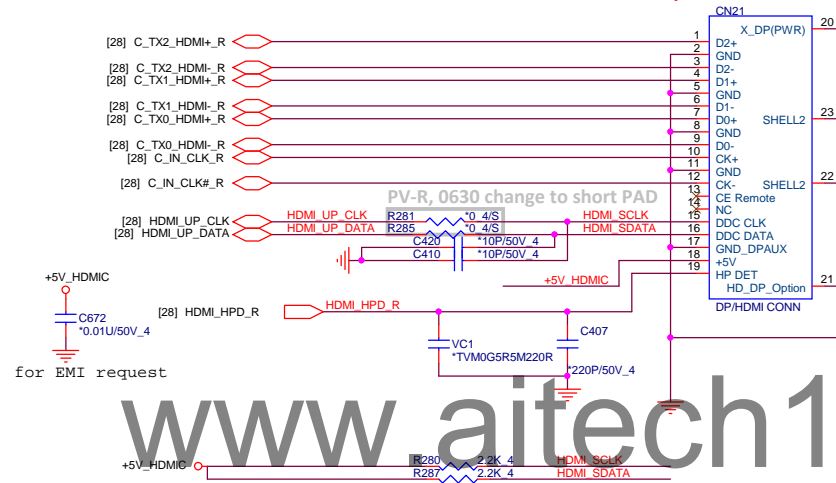 CN21
X_DP(PWR) 20
[28] C_TX2_HDMI+_R 1 D2+
2 GND
[28] C_TX2_HDMI-_R 3 D2-
[28] C_TX1_HDMI+_R 4 D1+
5 GND
[28] C_TX1_HDMI-_R 6 D1-
[28] C_TX0_HDMI+_R 7 D0+ SHELL2 23
8 GND
[28] C_TX0_HDMI-_R 9 D0-
[28] C_IN_CLK_R 10 CK+
11 GND
[28] C_IN_CLK#_R 12 CK- SHELL2 22
PV-R, 0630 change to short PAD 13 CE Remote
14 NC
[28] HDMI_UP_CLK HDMI_UP_CLK R281 *0_4/S HDMI_SCLK 15 DDC CLK
[28] HDMI_UP_DATA HDMI_UP_DATA R285 *0_4/S HDMI_SDATA 16 DDC DATA
C420 *10P/50V_4 17 GND_DPAUX
C410 *10P/50V_4 18 +5V
19 HP DET
+5V_HDMIC +5V_HDMIC HD_DP_Option 21
[28] HDMI_HPD_R HDMI_HPD_R DP/HDMI CONN
C672
*0.01U/50V_4
C407
VC1
*TVM0G5R5M220R
*220P/50V_4
for EMI request
www.aitech1
+5V_HDMIC R280 2.2K_4 HDMI_SCLK
R287 2.2K_4 HDMI_SDATA